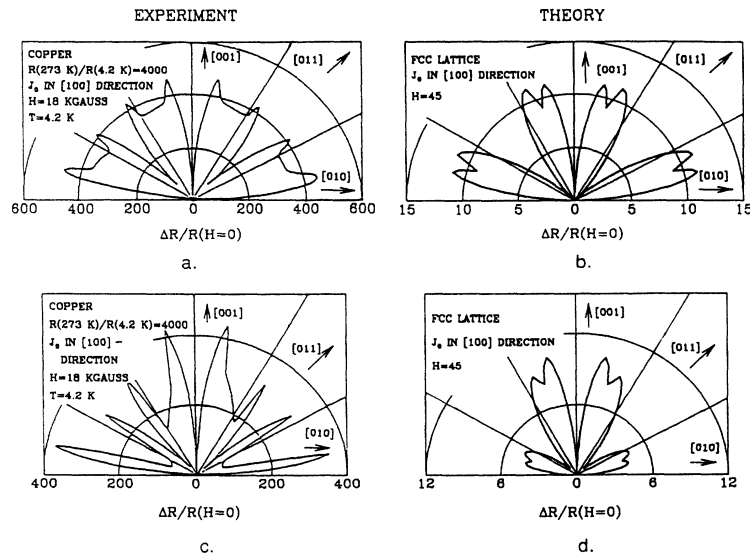 EXPERIMENT
THEORY
COPPER
R(273 K)/R(4.2 K)=4000
J₀ IN [100] DIRECTION
H=18 KGAUSS
T=4.2 K
[001]
[011]
[010]
600 400 200 0 200 400 600
ΔR/R(H=0)
a.
FCC LATTICE
J₀ IN [100] DIRECTION
H=45
[001]
[011]
[010]
15 10 5 0 5 10 15
ΔR/R(H=0)
b.
COPPER
R(273 K)/R(4.2 K)=4000
J₀ IN [100] -
DIRECTION
H=18 KGAUSS
T=4.2 K
[001]
[011]
[010]
400 200 0 200 400
ΔR/R(H=0)
c.
FCC LATTICE
J₀ IN [100] DIRECTION
H=45
[001]
[011]
[010]
12 6 0 6 12
ΔR/R(H=0)
d.